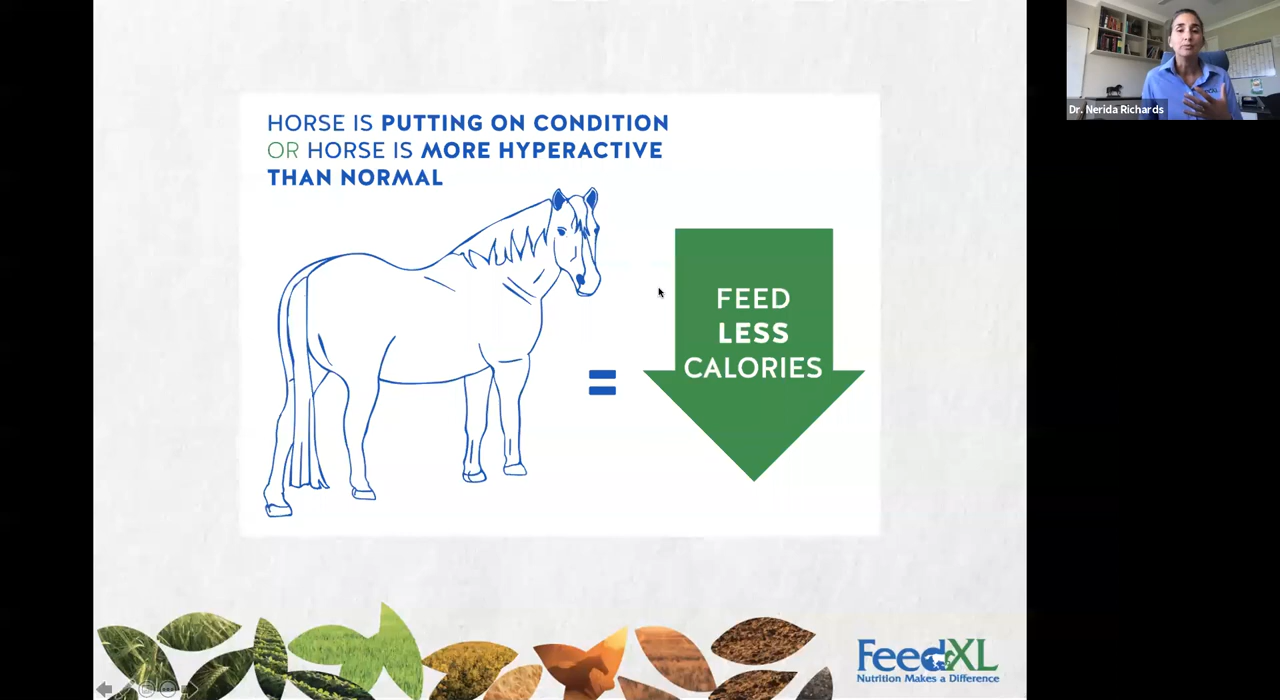 HORSE IS PUTTING ON CONDITION
OR HORSE IS MORE HYPERACTIVE
THAN NORMAL
FEED
LESS
CALORIES
Dr. Nerida Richards
FeedXL
Nutrition Makes a Difference